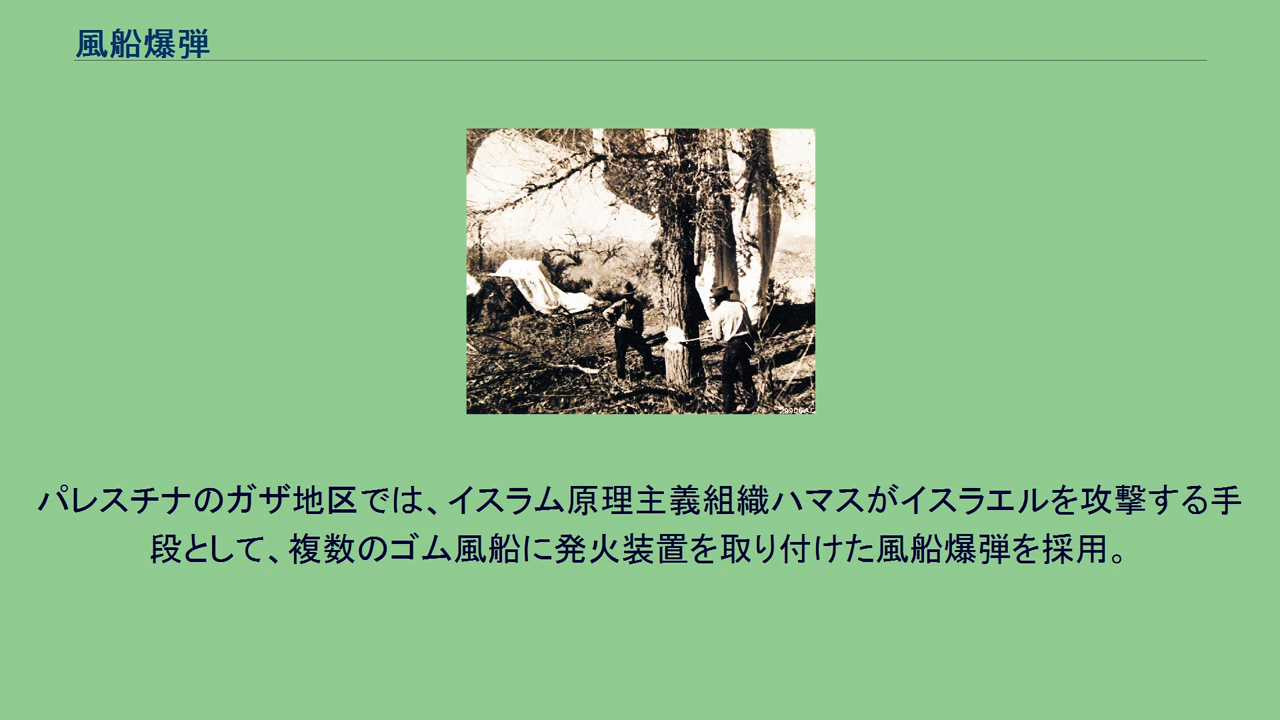 風船爆弾
パレスチナのガザ地区では、イスラム原理主義組織ハマスがイスラエルを攻撃する手
段として、複数のゴム風船に発火装置を取り付けた風船爆弾を採用。